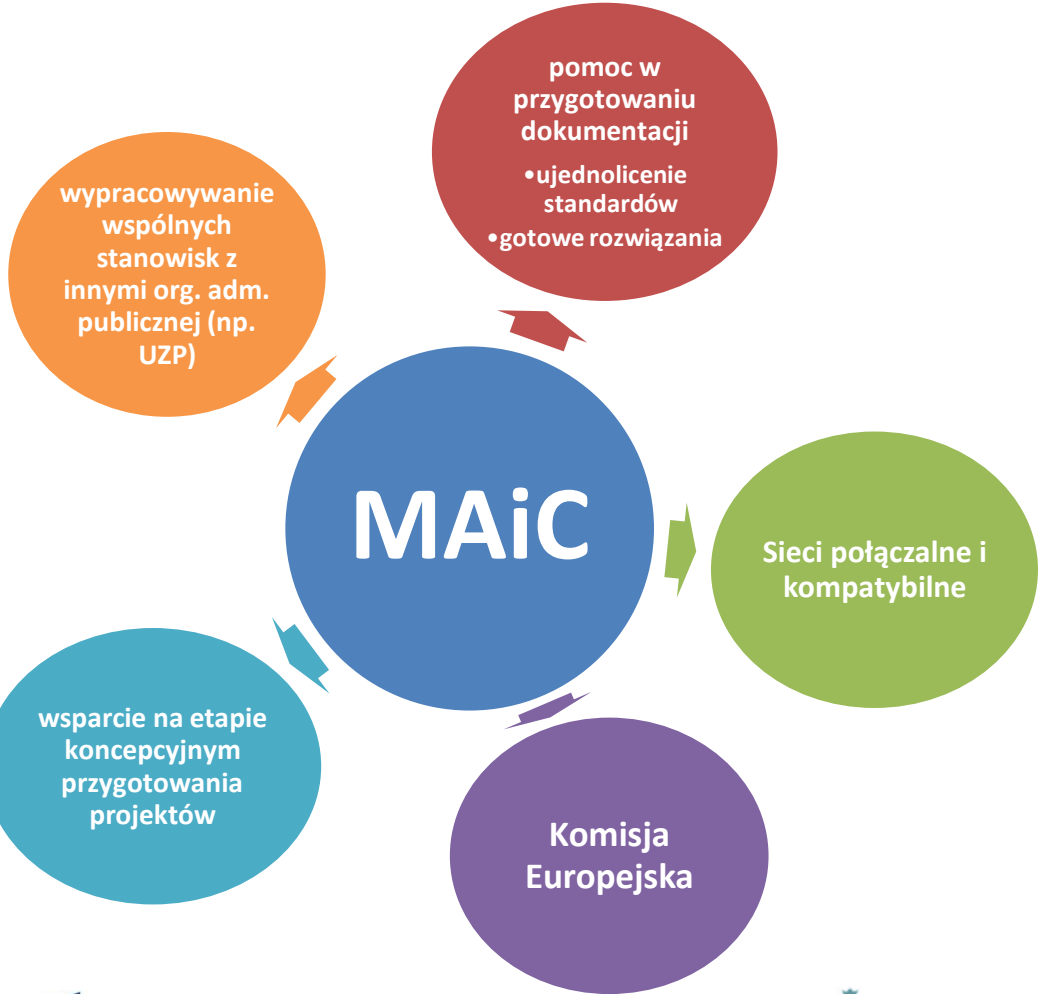 pomoc w
przygotowaniu
dokumentacji
•ujednolicenie
standardów
•gotowe rozwiązania
wypracowywanie
wspólnych
stanowisk z
innymi org. adm.
publicznej (np.
UZP)
MAiC
Sieci połączalne i
kompatybilne
wsparcie na etapie
koncepcyjnym
przygotowania
projektów
Komisja
Europejska